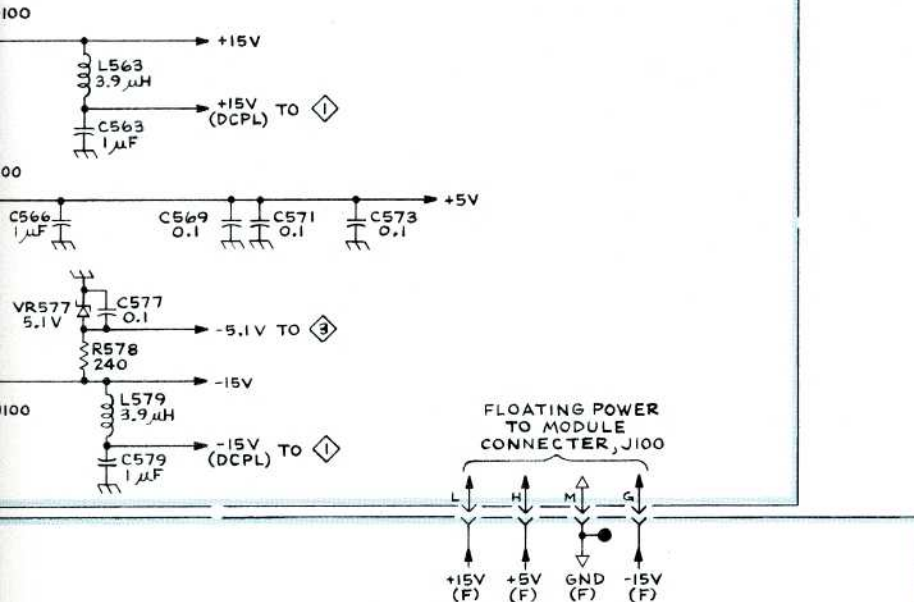 100
+15V
L563
3.9 µH
+15V
(DCPL) TO 1
C563
1 µF
00
+5V
C566
1 µF
C569
0.1
C571
0.1
C573
0.1
VR577
5.1V
C577
0.1
-5.1V TO 3
R578
240
-15V
J100
L579
3.9 µH
-15V
(DCPL) TO 1
C579
1 µF
FLOATING POWER
TO MODULE
CONNECTER, J100
L H M G
+15V +5V GND -15V
(F) (F) (F) (F)